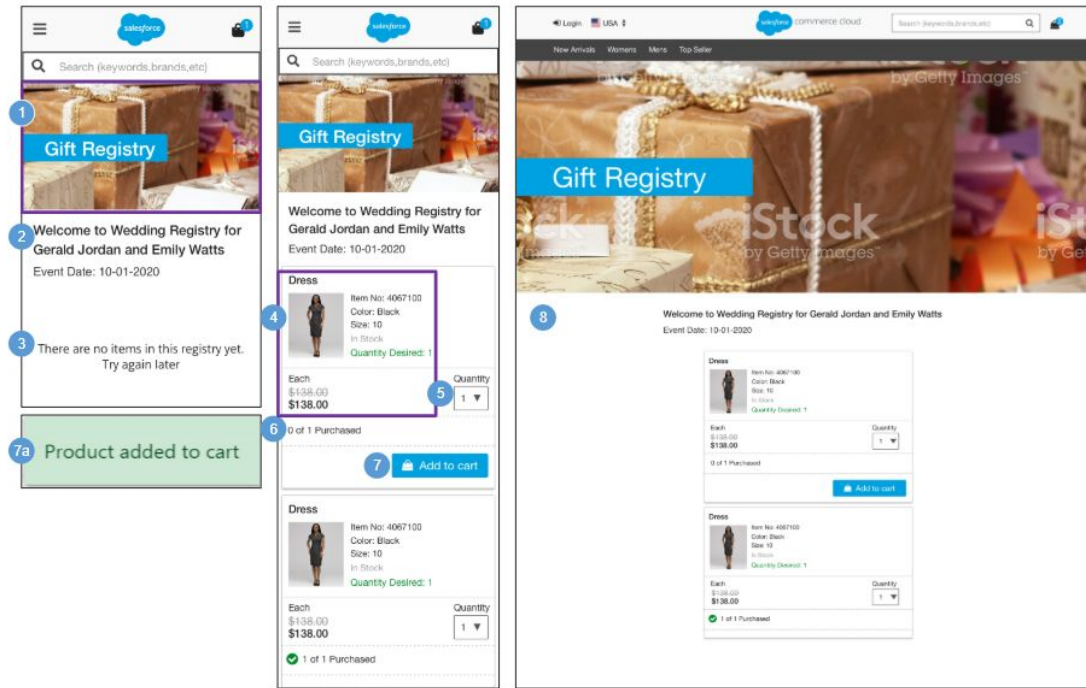 salesforce
1
Search (keywords,brands,etc)
1
Gift Registry
2
Welcome to Wedding Registry for
Gerald Jordan and Emily Watts
Event Date: 10-01-2020
3
There are no items in this registry yet.
Try again later
7a
Product added to cart
salesforce
1
Search (keywords,brands,etc)
Gift Registry
Welcome to Wedding Registry for
Gerald Jordan and Emily Watts
Event Date: 10-01-2020
4
Dress
Item No: 4067100
Color: Black
Size: 10
In Stock
Quantity Desired: 1
Each
$138.00
$138.00
5
Quantity
1
6
0 of 1 Purchased
7
Add to cart
Dress
Item No: 4067100
Color: Black
Size: 10
In Stock
Quantity Desired: 1
Each
$138.00
$138.00
Quantity
1
1 of 1 Purchased
Login
USA
salesforce commerce cloud
Search (keywords,brands,etc)
New Arrivals Womens Mens Top Seller
by Getty Images
Gift Registry
iStock
by Getty Images
8
Welcome to Wedding Registry for Gerald Jordan and Emily Watts
Event Date: 10-01-2020
Dress
Item No: 4067100
Color: Black
Size: 10
In Stock
Quantity Desired: 1
Each
$138.00
$138.00
Quantity
1
0 of 1 Purchased
Add to cart
Dress
Item No: 4067100
Color: Black
Size: 10
In Stock
Quantity Desired: 1
Each
$138.00
$138.00
Quantity
1
1 of 1 Purchased